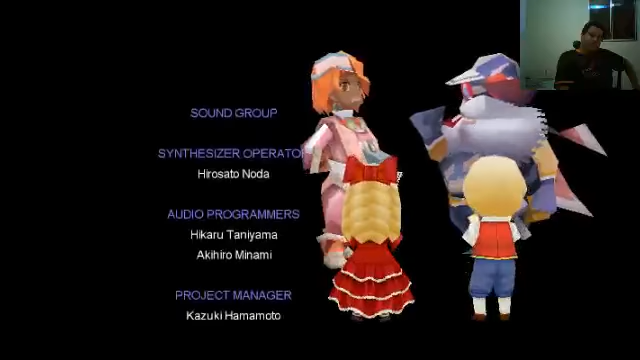 SOUND GROUP
SYNTHESIZER OPERATOR
Hirosato Noda
AUDIO PROGRAMMERS
Hikaru Taniyama
Akihiro Minami
PROJECT MANAGER
Kazuki Hamamoto